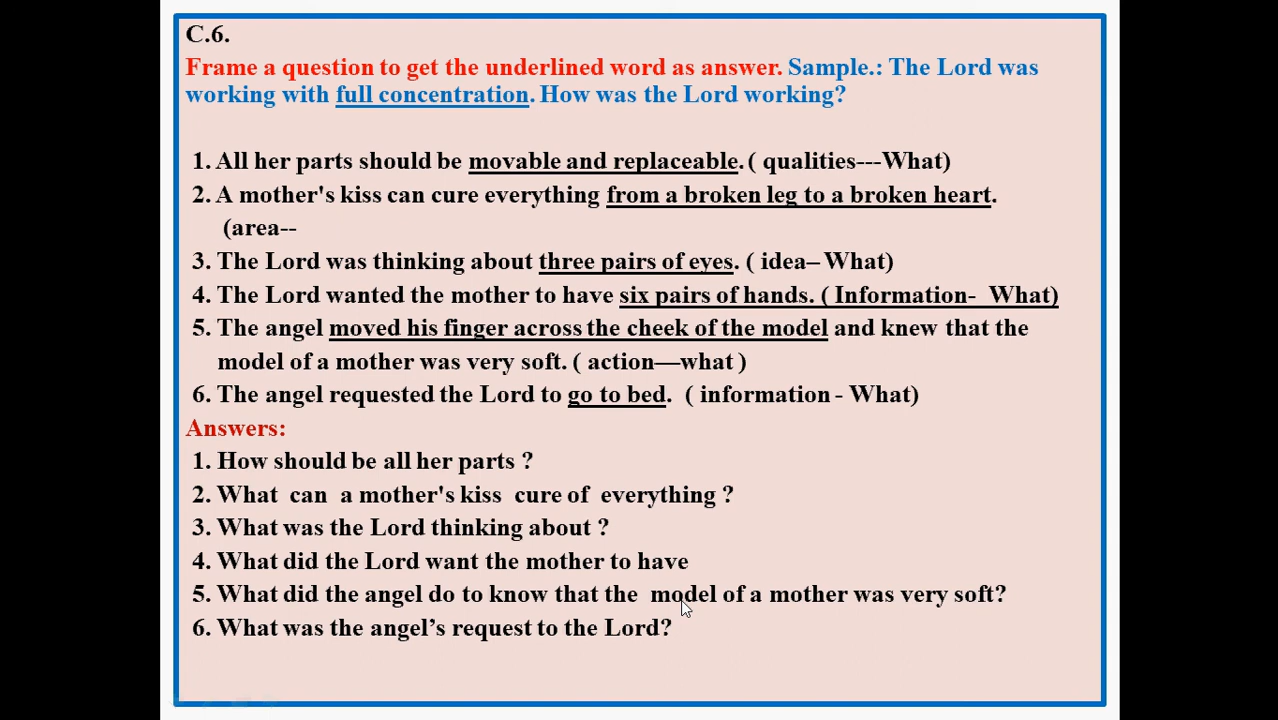 C.6.
Frame a question to get the underlined word as answer. Sample.: The Lord was
working with full concentration. How was the Lord working?
1. All her parts should be movable and replaceable. ( qualities---What)
2. A mother's kiss can cure everything from a broken leg to a broken heart.
(area--
3. The Lord was thinking about three pairs of eyes. ( idea– What)
4. The Lord wanted the mother to have six pairs of hands. ( Information-  What)
5. The angel moved his finger across the cheek of the model and knew that the
model of a mother was very soft. ( action—what )
6. The angel requested the Lord to go to bed.  ( information - What)
Answers:
1. How should be all her parts ?
2. What  can  a mother's kiss  cure of  everything ?
3. What was the Lord thinking about ?
4. What did the Lord want the mother to have
5. What did the angel do to know that the  model of a mother was very soft?
6. What was the angel’s request to the Lord?